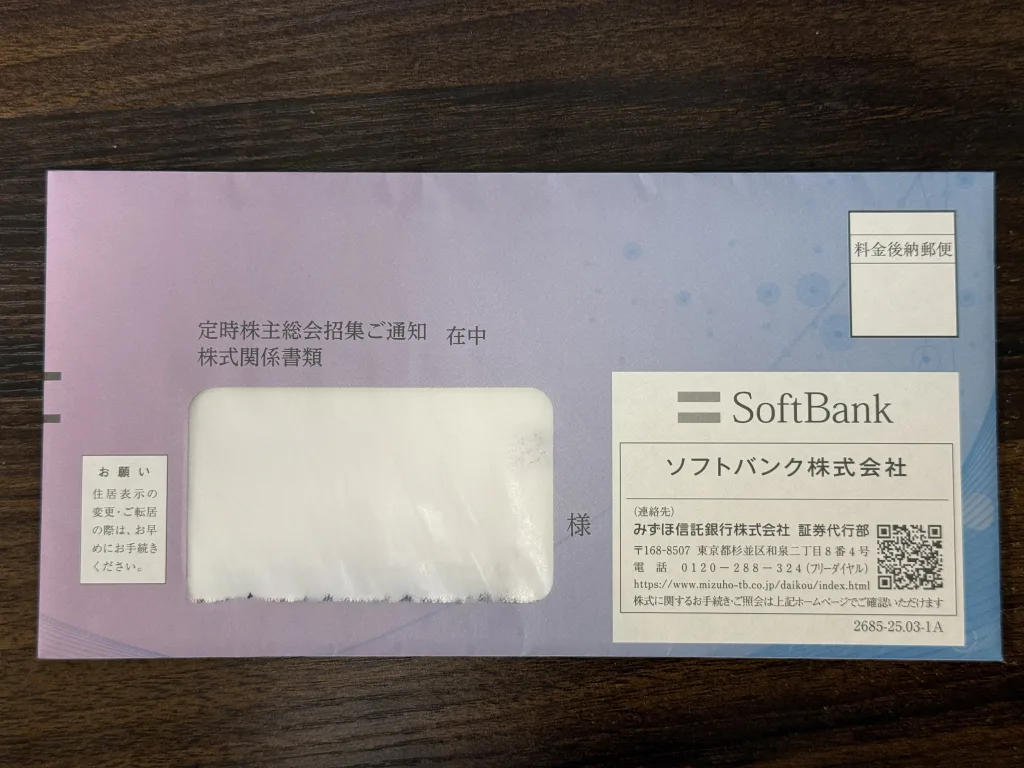 料金後納郵便
定時株主総会招集ご通知 在中
株式関係書類
様
お願い
住居表示の
変更・ご転居
の際は、お早
めにお手続き
ください。
SoftBank
ソフトバンク株式会社
(連絡先)
みずほ信託銀行株式会社 証券代行部
〒168-8507 東京都杉並区和泉二丁目8番4号
電 話 0120-288-324(フリーダイヤル)
https://www.mizuho-tb.co.jp/daikou/index.html
株式に関するお手続き・ご照会は上記ホームページでご確認いただけます
2685-25.03-1A